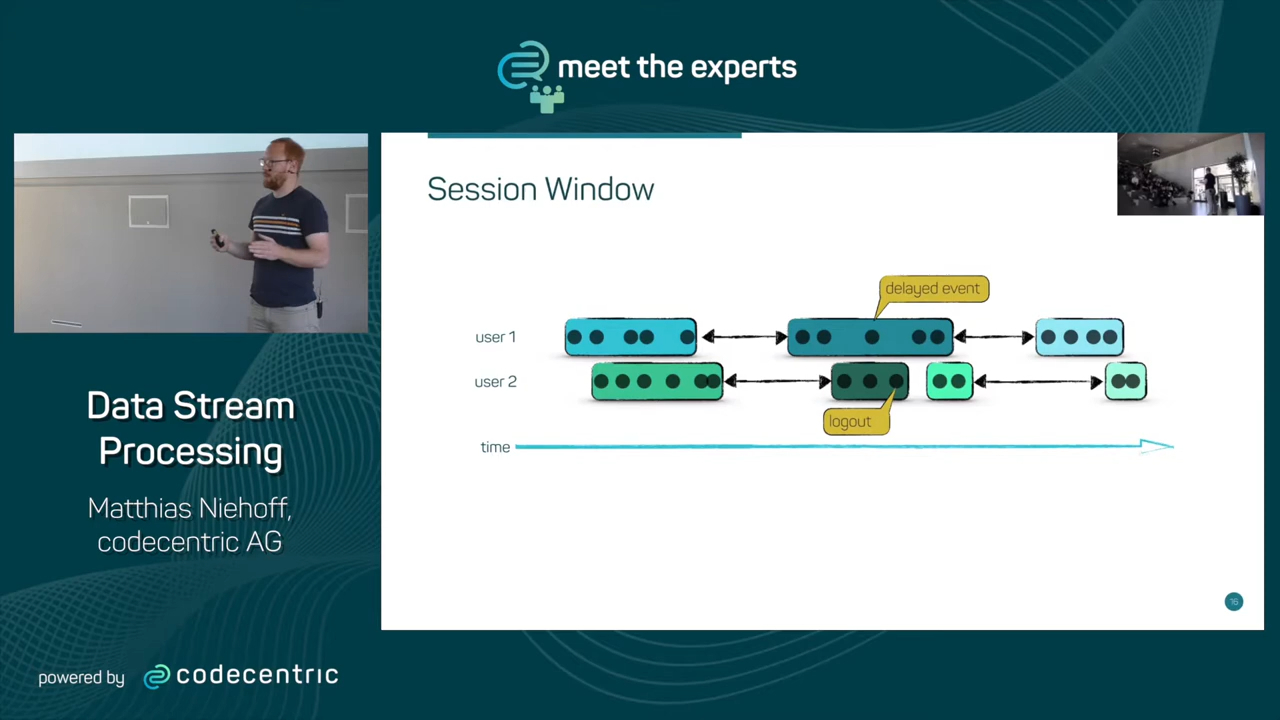 meet the experts
Session Window
delayed event
user 1
user 2
logout
time
16
Data Stream
Processing
Matthias Niehoff,
codecentric AG
powered by codecentric